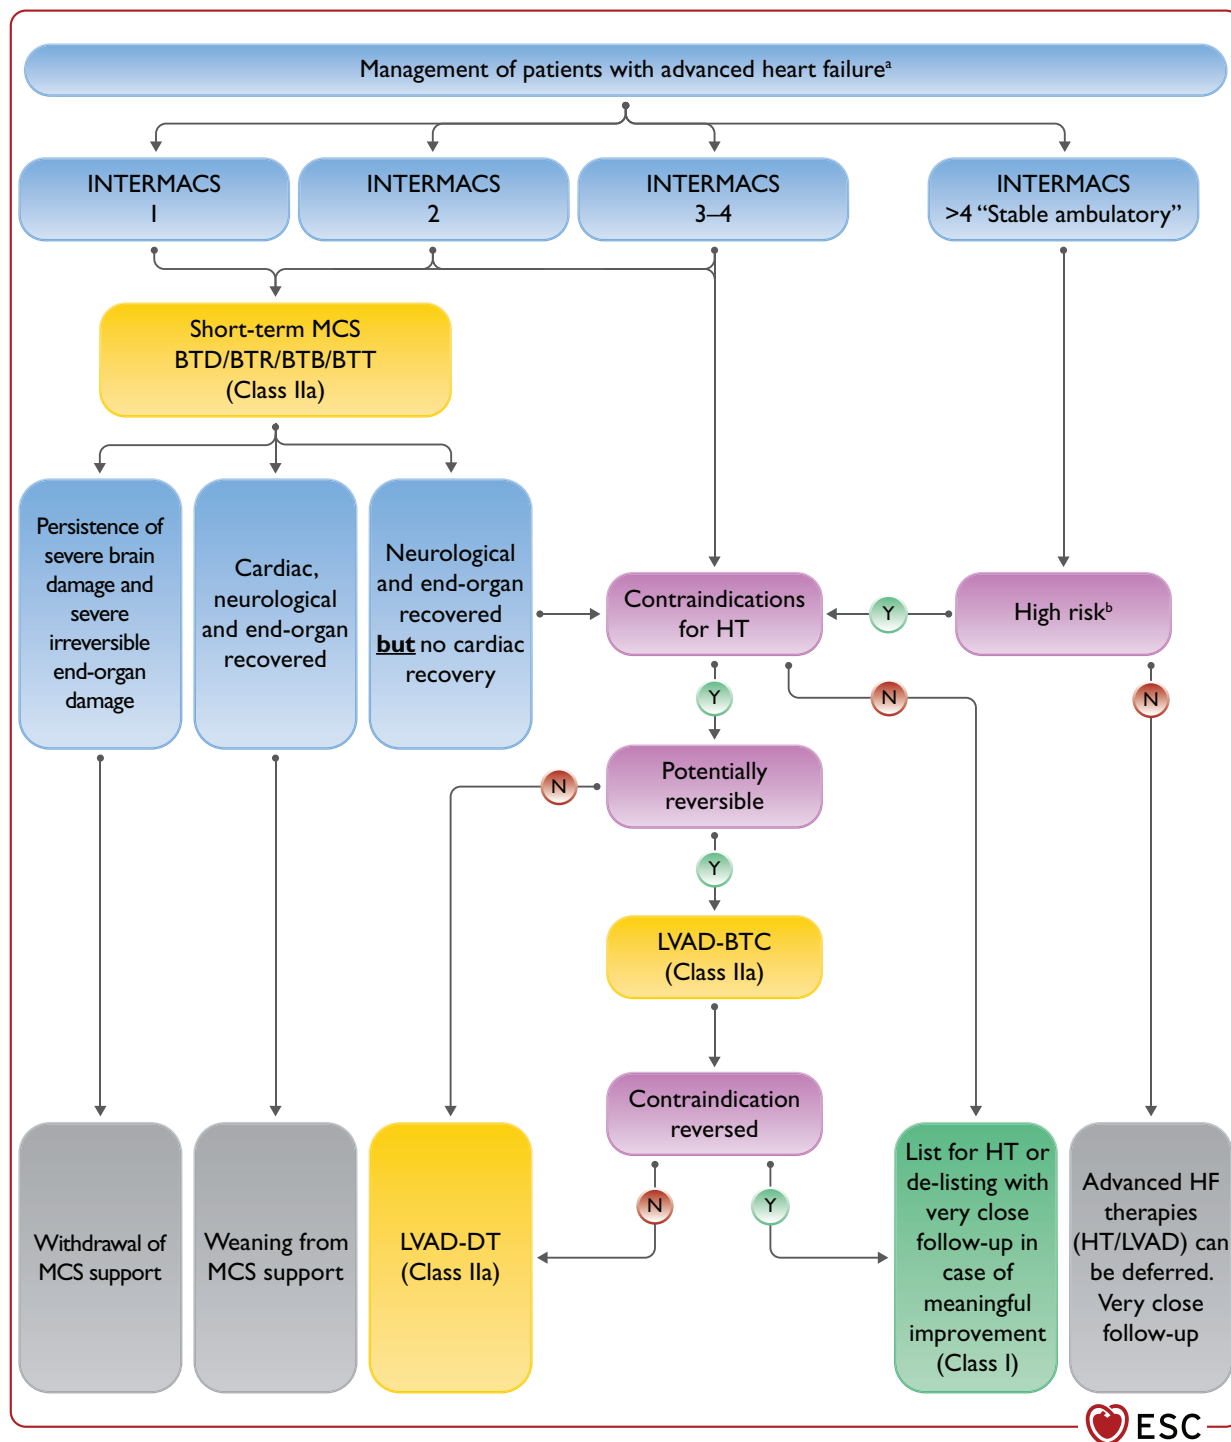 Management of patients with advanced heart failureª
INTERMACS
1
INTERMACS
2
INTERMACS
3–4
INTERMACS
>4 “Stable ambulatory”
Short-term MCS
BTD/BTR/BTB/BTT
(Class IIa)
Persistence of
severe brain
damage and
severe
irreversible
end-organ
damage
Cardiac,
neurological
and end-organ
recovered
Neurological
and end-organ
recovered
but no cardiac
recovery
Contraindications
for HT
Y
High riskᵇ
Y
N
N
Potentially
reversible
N
Y
LVAD-BTC
(Class IIa)
Contraindication
reversed
N
Y
Withdrawal of
MCS support
Weaning from
MCS support
LVAD-DT
(Class IIa)
List for HT or
de-listing with
very close
follow-up in
case of
meaningful
improvement
(Class I)
Advanced HF
therapies
(HT/LVAD) can
be deferred.
Very close
follow-up
ESC